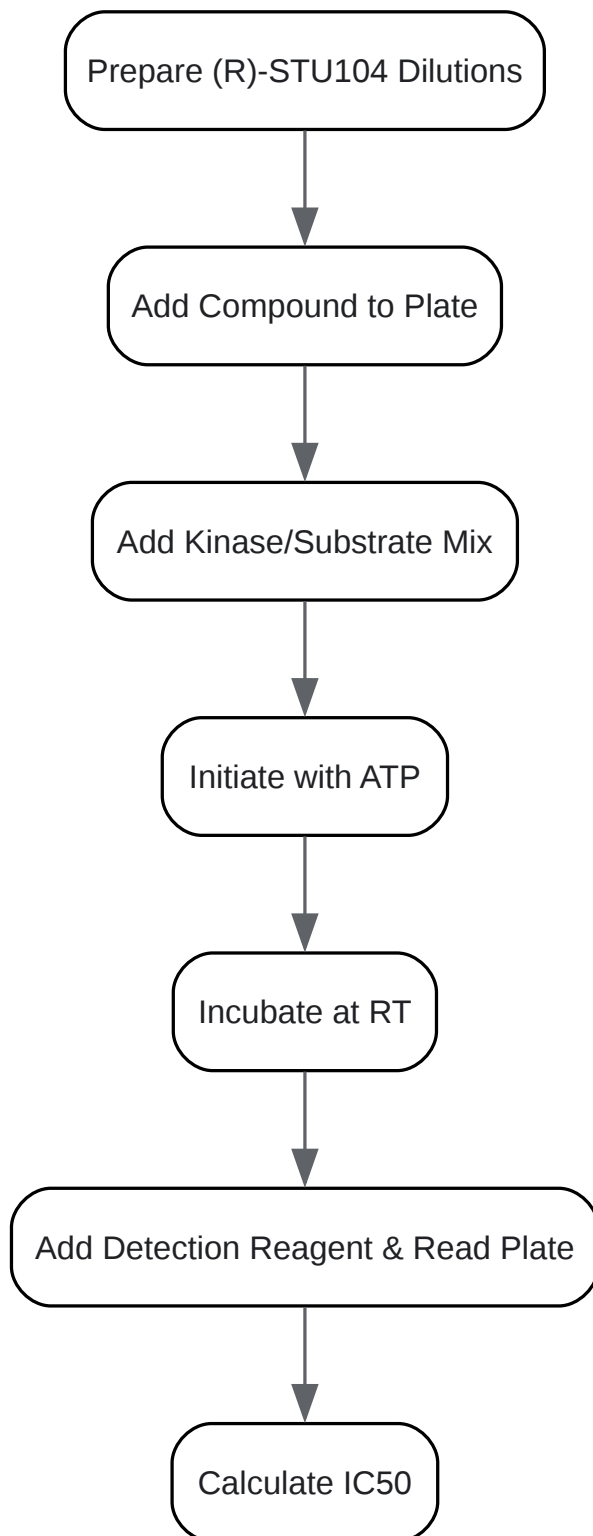 Prepare (R)-STU104 Dilutions
Add Compound to Plate
Add Kinase/Substrate Mix
Initiate with ATP
Incubate at RT
Add Detection Reagent & Read Plate
Calculate IC50